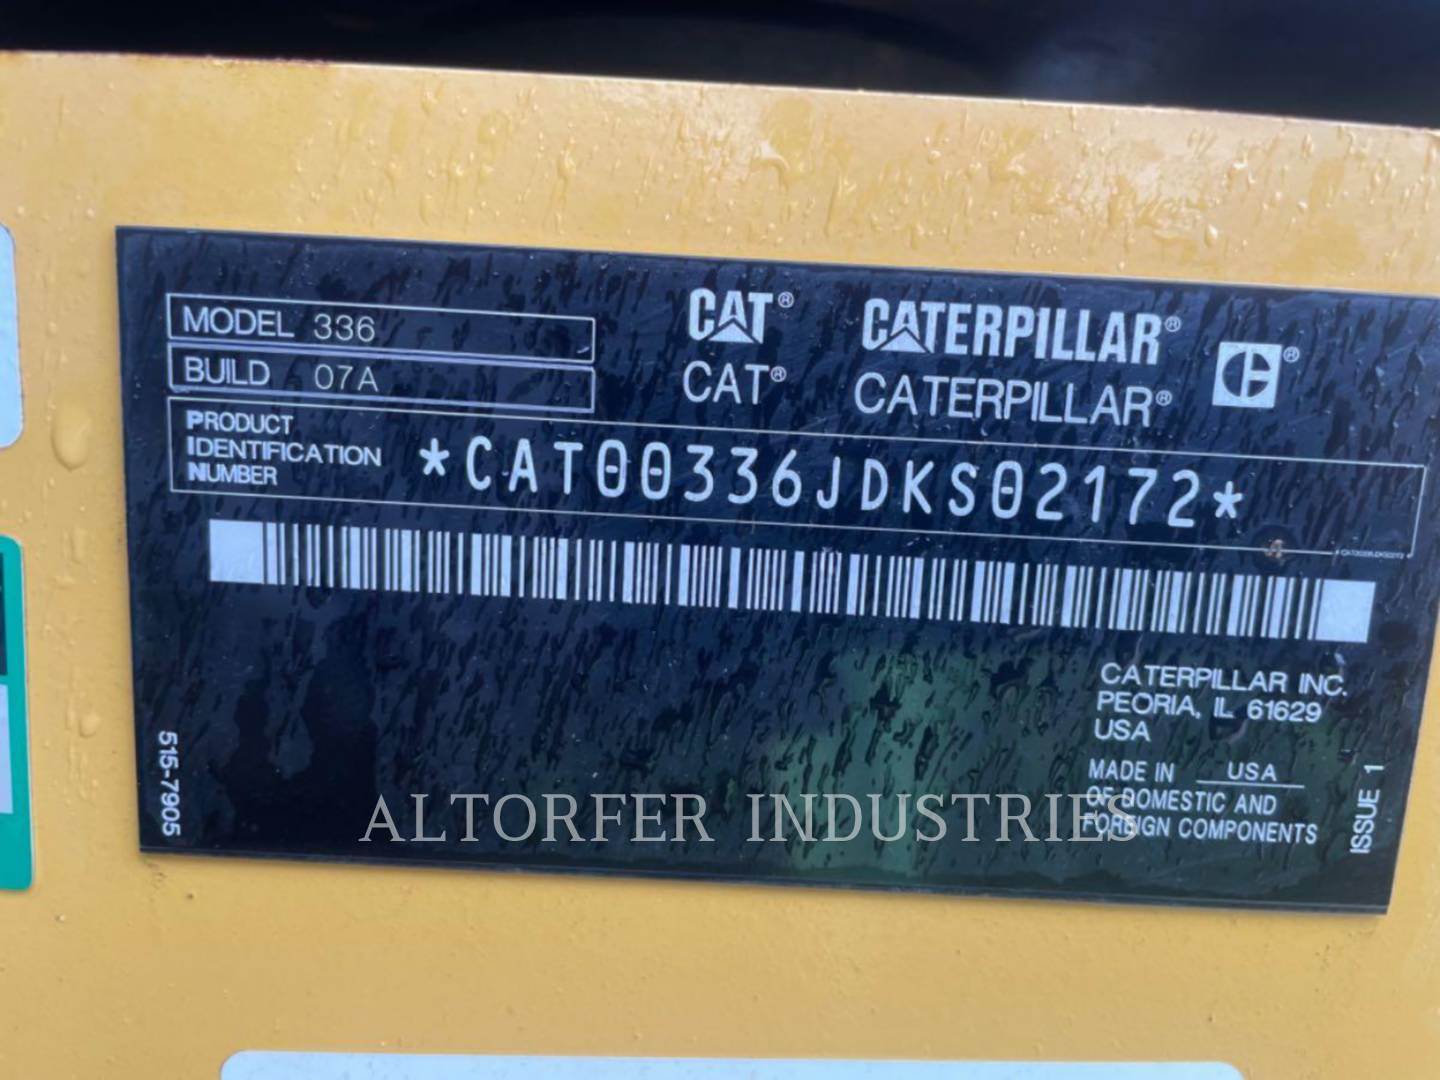 MODEL 336
BUILD 07A
CAT® CATERPILLAR®
CAT® CATERPILLAR®
PRODUCT
IDENTIFICATION
NUMBER
*CAT00336JDKS02172*
CATERPILLAR INC.
PEORIA, IL 61629
USA
MADE IN USA
OF DOMESTIC AND
FOREIGN COMPONENTS
515-7905
ISSUE 1
ALTORFER INDUSTRIES